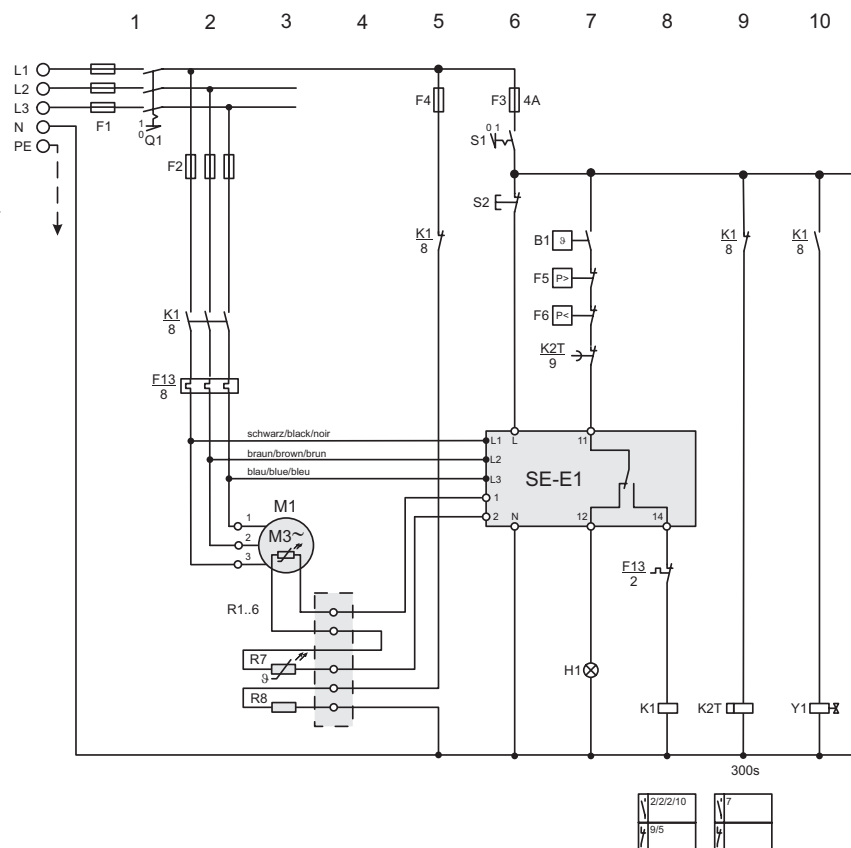 1 2 3 4 5 6 7 8 9 10
L1
L2
L3
N
PE
F1
1
0
Q1
F4
F3 4A
0 1
S1
F2
S2
K1
8
B1 ϑ
K1
8
K1
8
F5 P>
F6 P<
K1
8
K2T
9
F13
8
schwarz/black/noir
braun/brown/brun
blau/blue/bleu
L1 L 11
L2
L3
SE-E1
1
2 N 12 14
M1
1
2
3
M3~
F13
2
R1..6
R7
ϑ
R8
H1
K1
K2T
Y1
300s
2/2/2/10
7
9/5